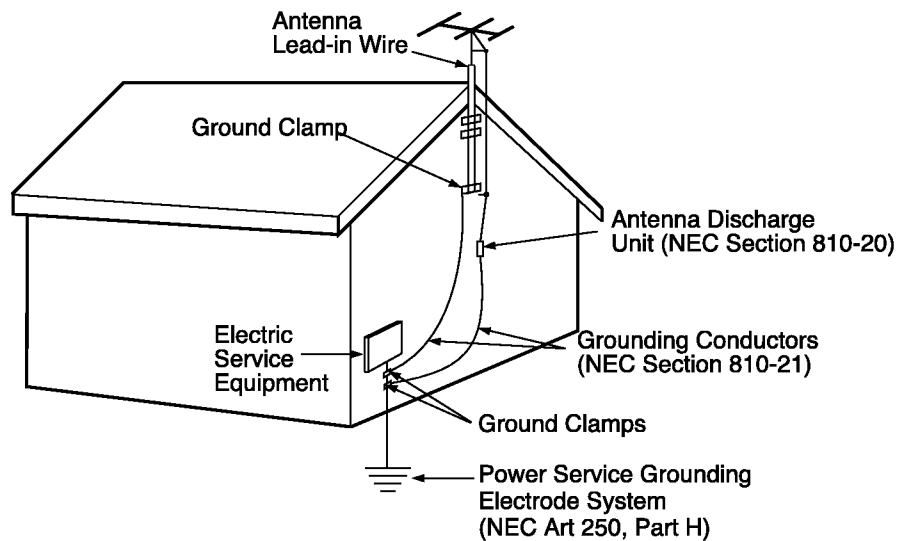 Antenna
Lead-in Wire
Ground Clamp
Antenna Discharge
Unit (NEC Section 810-20)
Electric
Service
Equipment
Grounding Conductors
(NEC Section 810-21)
Ground Clamps
Power Service Grounding
Electrode System
(NEC Art 250, Part H)